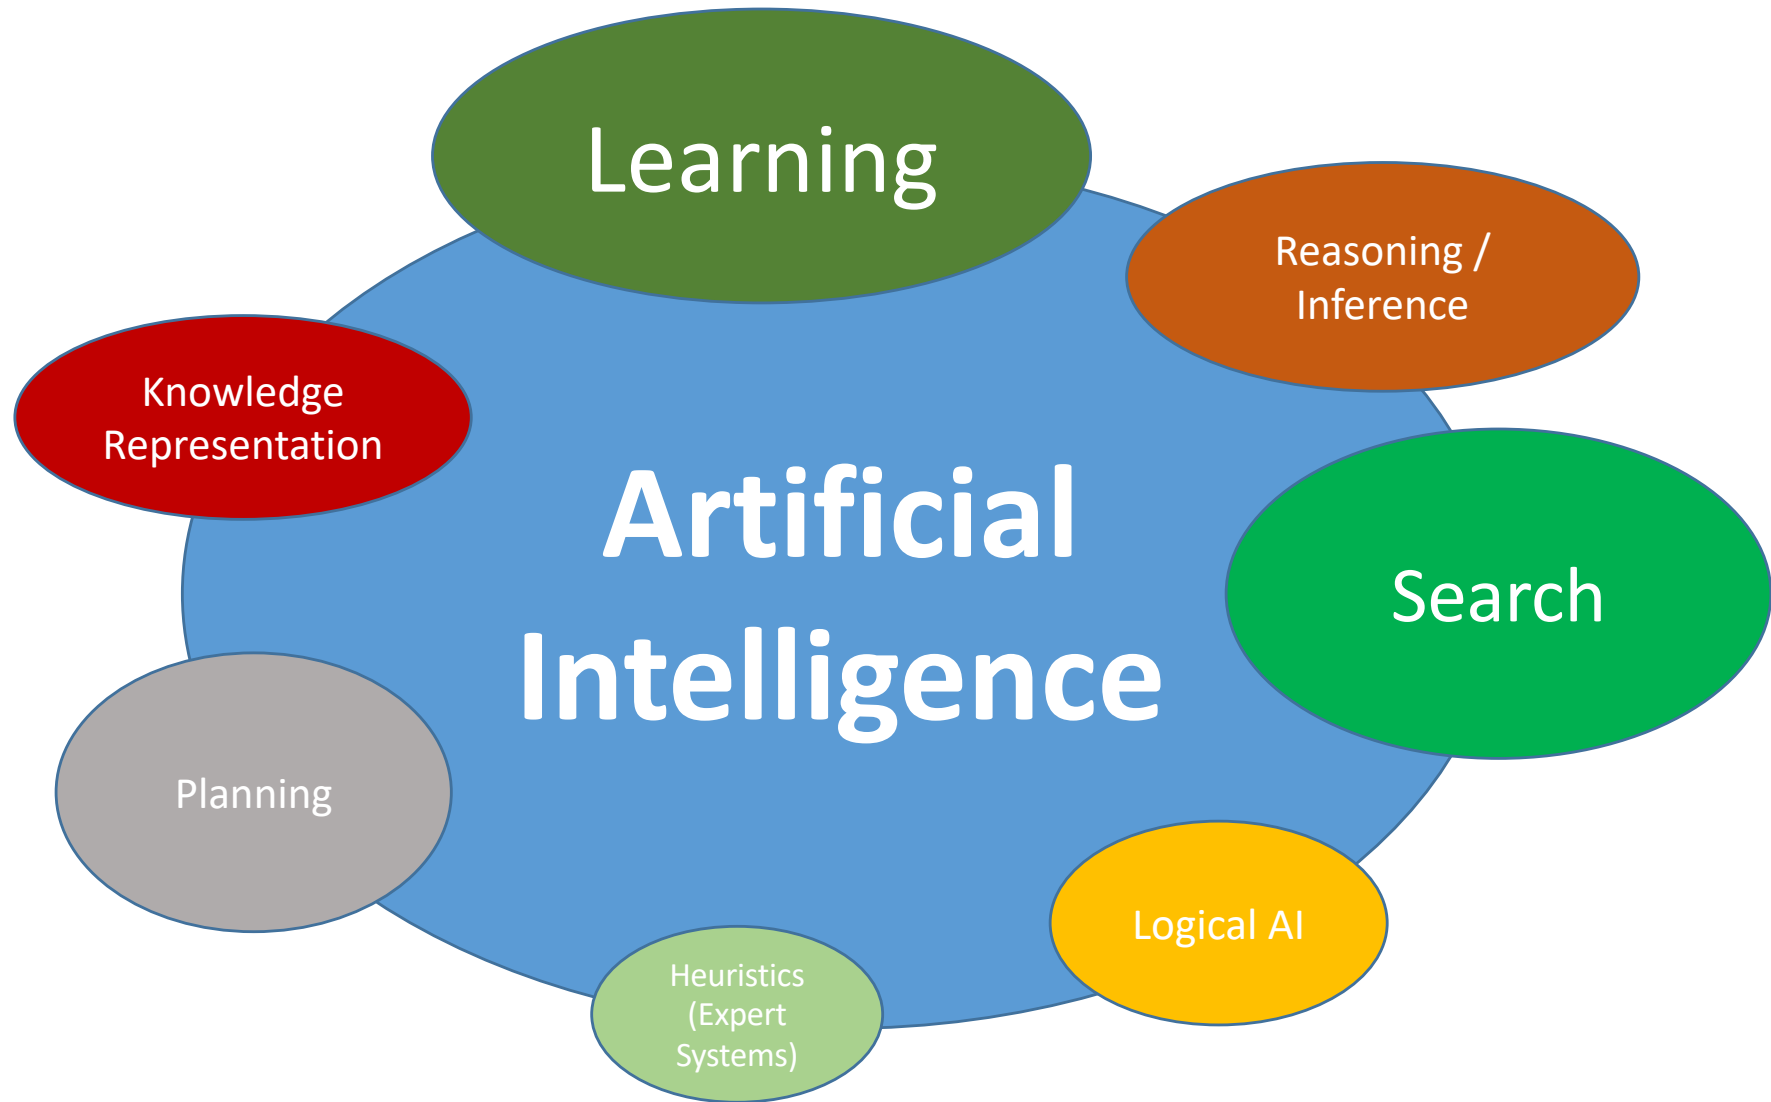 Learning
Reasoning /
Inference
Knowledge
Representation
Artificial
Intelligence
Search
Planning
Logical AI
Heuristics
(Expert
Systems)